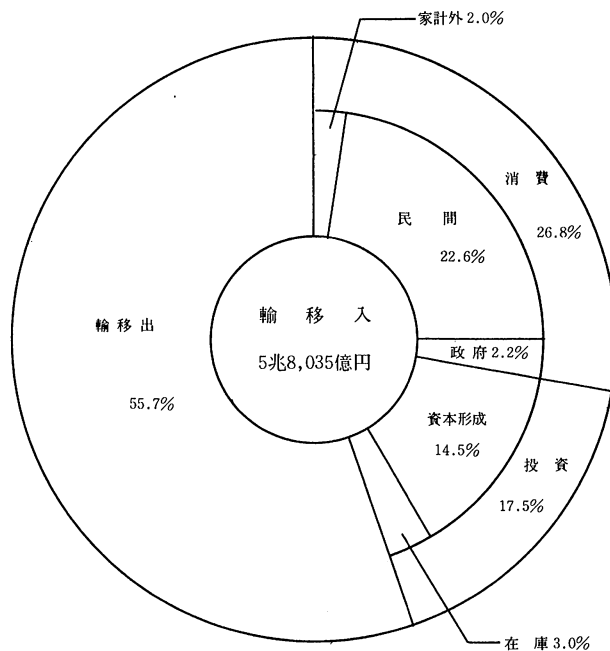 家計外 2.0%
消 費
26.8%
民 間
22.6%
輸 移 入
5兆8,035億円
輸 移 出
55.7%
政 府 2.2%
資本形成
14.5%
投 資
17.5%
在 庫 3.0%